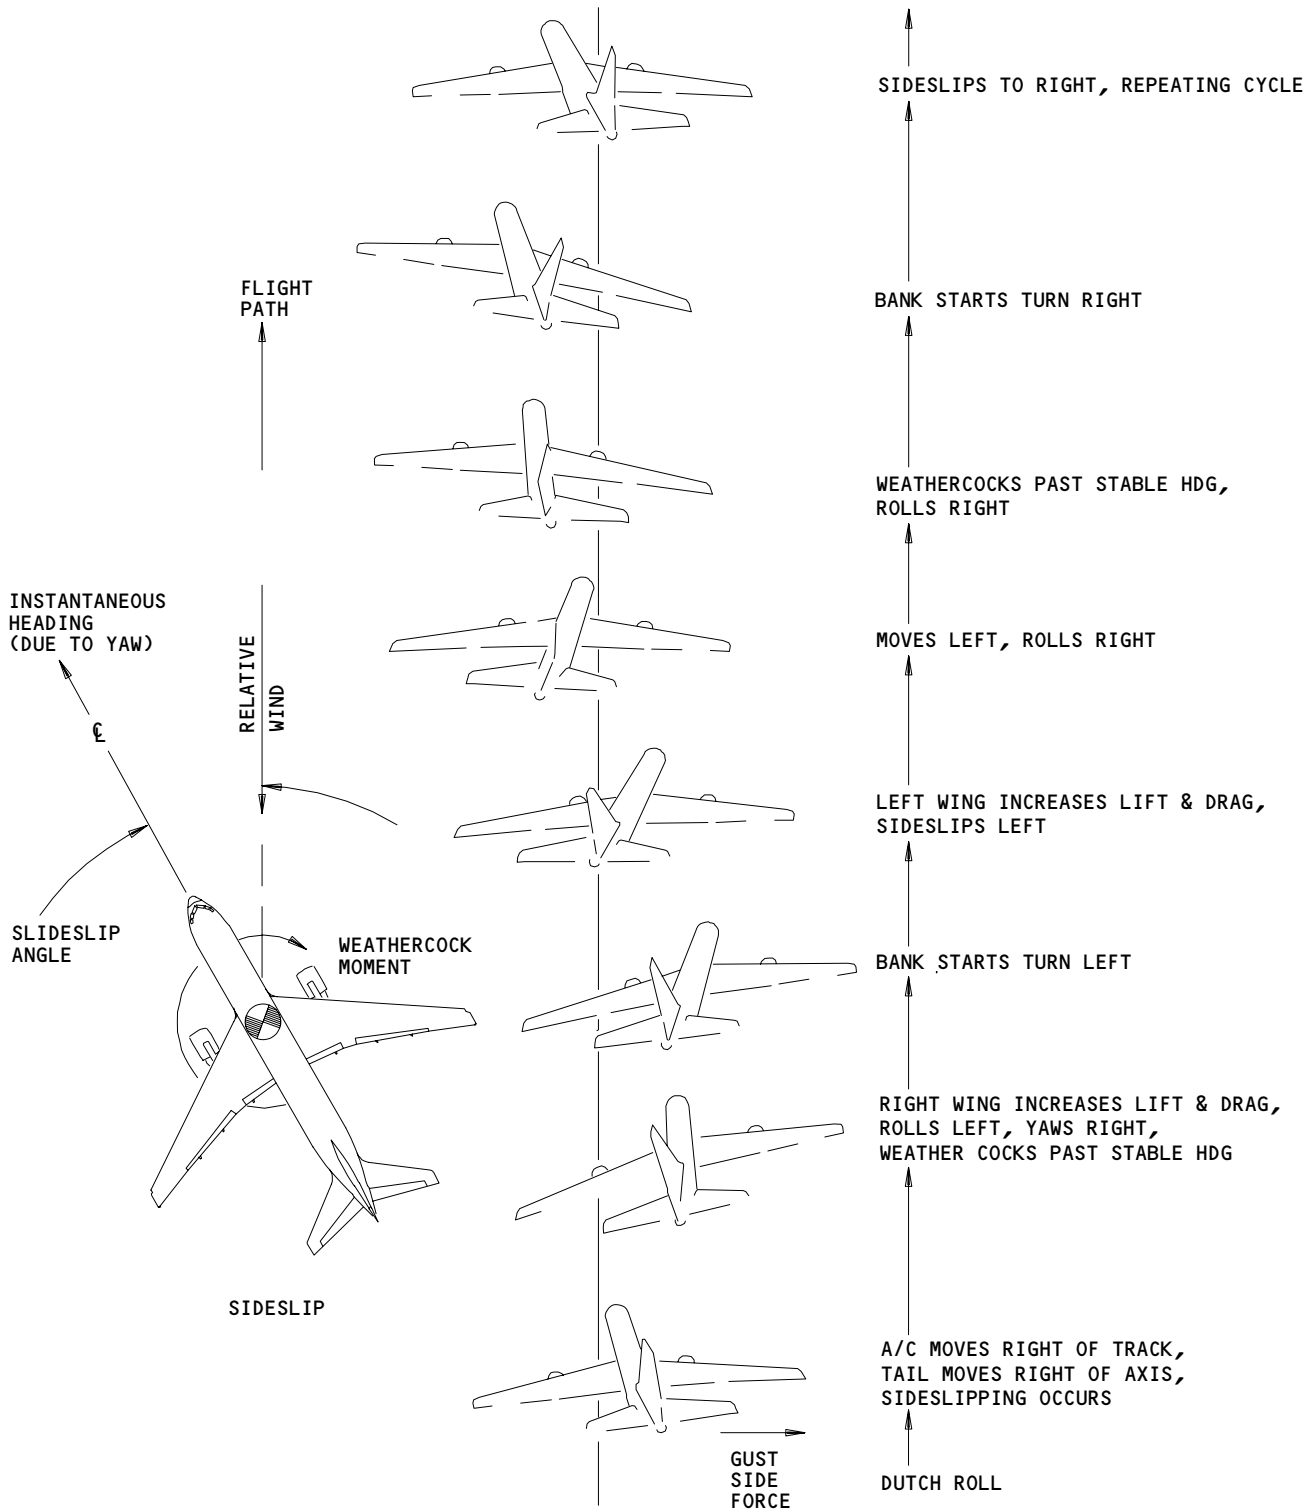 SIDESLIPS TO RIGHT, REPEATING CYCLE
FLIGHT
PATH
BANK STARTS TURN RIGHT
WEATHERCOCKS PAST STABLE HDG,
ROLLS RIGHT
INSTANTANEOUS
HEADING
(DUE TO YAW)
MOVES LEFT, ROLLS RIGHT
RELATIVE
WIND
℄
LEFT WING INCREASES LIFT & DRAG,
SIDESLIPS LEFT
SLIDESLIP
ANGLE
WEATHERCOCK
MOMENT
BANK STARTS TURN LEFT
RIGHT WING INCREASES LIFT & DRAG,
ROLLS LEFT, YAWS RIGHT,
WEATHER COCKS PAST STABLE HDG
SIDESLIP
A/C MOVES RIGHT OF TRACK,
TAIL MOVES RIGHT OF AXIS,
SIDESLIPPING OCCURS
GUST
SIDE
FORCE
DUTCH ROLL